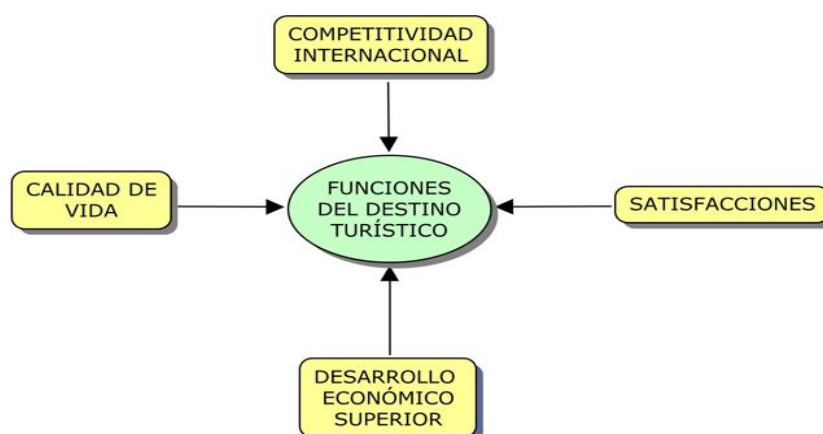 COMPETITIVIDAD
INTERNACIONAL
CALIDAD DE
VIDA
FUNCIONES
DEL DESTINO
TURÍSTICO
SATISFACCIONES
DESARROLLO
ECONÓMICO
SUPERIOR